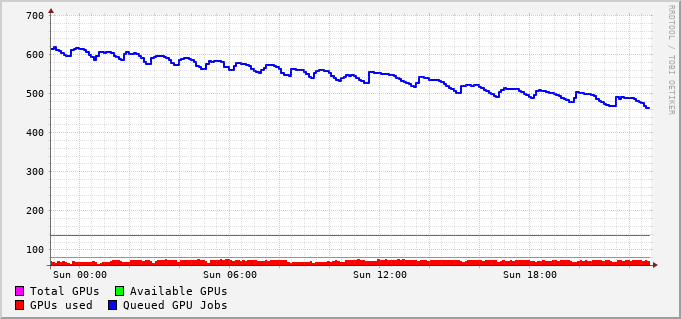 700
600
500
400
300
200
100
Sun 00:00 Sun 06:00 Sun 12:00 Sun 18:00
Total GPUs Available GPUs
GPUs used Queued GPU Jobs
RRDTOOL / TOBI OETIKER